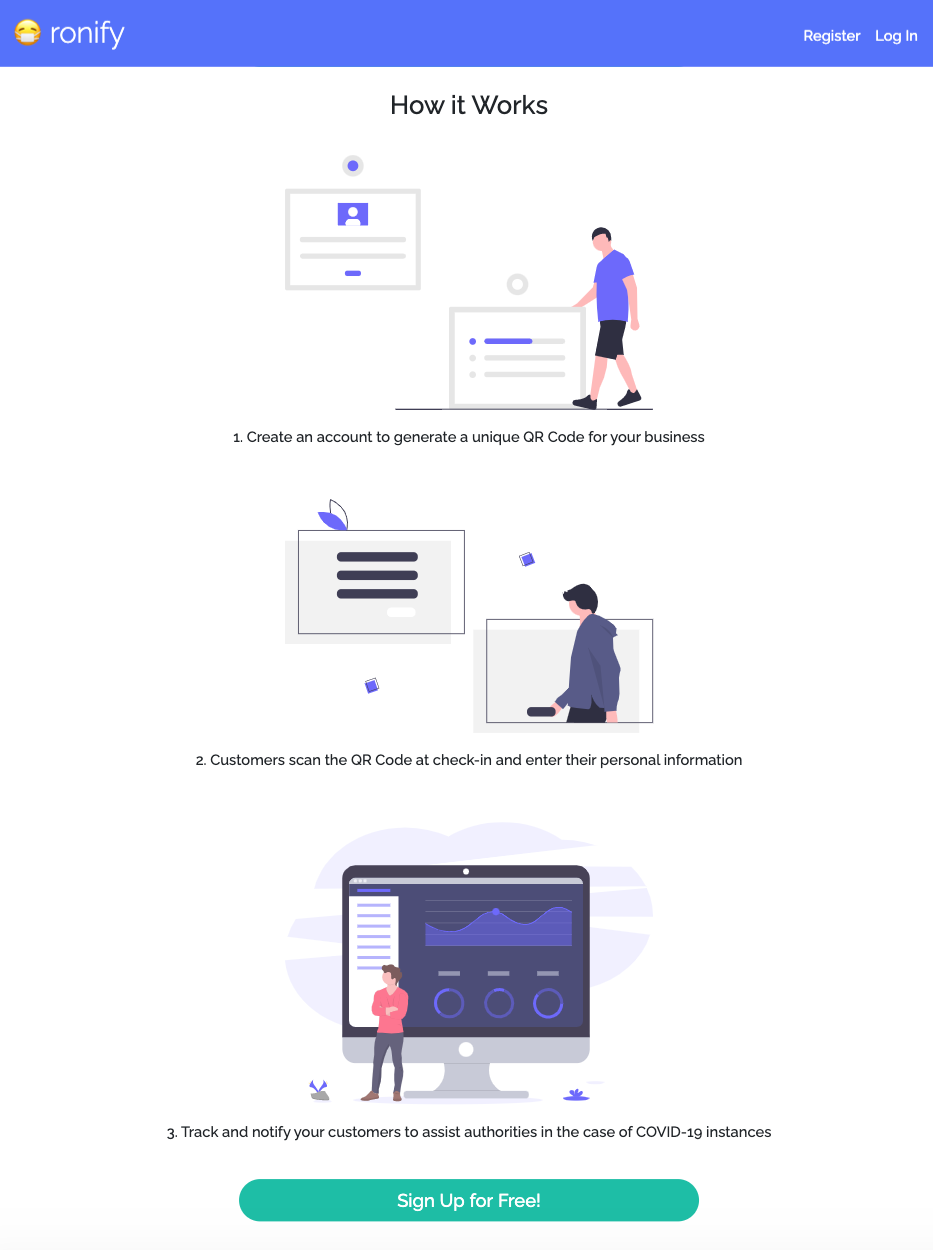 ronify
Register Log In
How it Works
1. Create an account to generate a unique QR Code for your business
2. Customers scan the QR Code at check-in and enter their personal information
3. Track and notify your customers to assist authorities in the case of COVID-19 instances
Sign Up for Free!